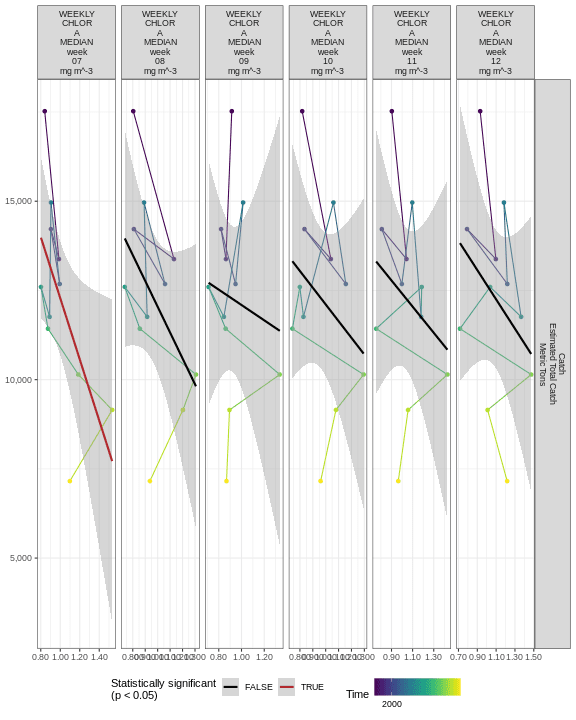 WEEKLY
CHLOR
A
MEDIAN
week
07
mg m^-3
WEEKLY
CHLOR
A
MEDIAN
week
08
mg m^-3
WEEKLY
CHLOR
A
MEDIAN
week
09
mg m^-3
WEEKLY
CHLOR
A
MEDIAN
week
10
mg m^-3
WEEKLY
CHLOR
A
MEDIAN
week
11
mg m^-3
WEEKLY
CHLOR
A
MEDIAN
week
12
mg m^-3
15,000
10,000
5,000
Catch
Estimated Total Catch
Metric Tons
0.80 1.00 1.20 1.40
0.80 1.00 1.20
0.90 1.10 1.30
0.70 0.90 1.10 1.30 1.50
Statistically significant
(p < 0.05)
FALSE
TRUE
Time
2000